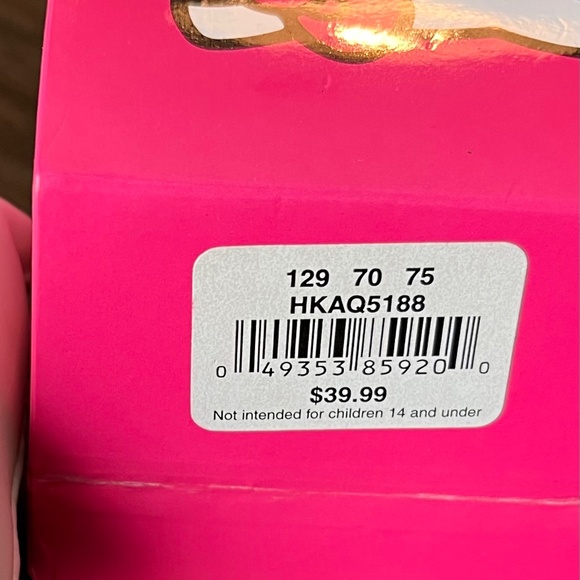 129 70 75
HKAQ5188
0 49353 85920 0
$39.99
Not intended for children 14 and under